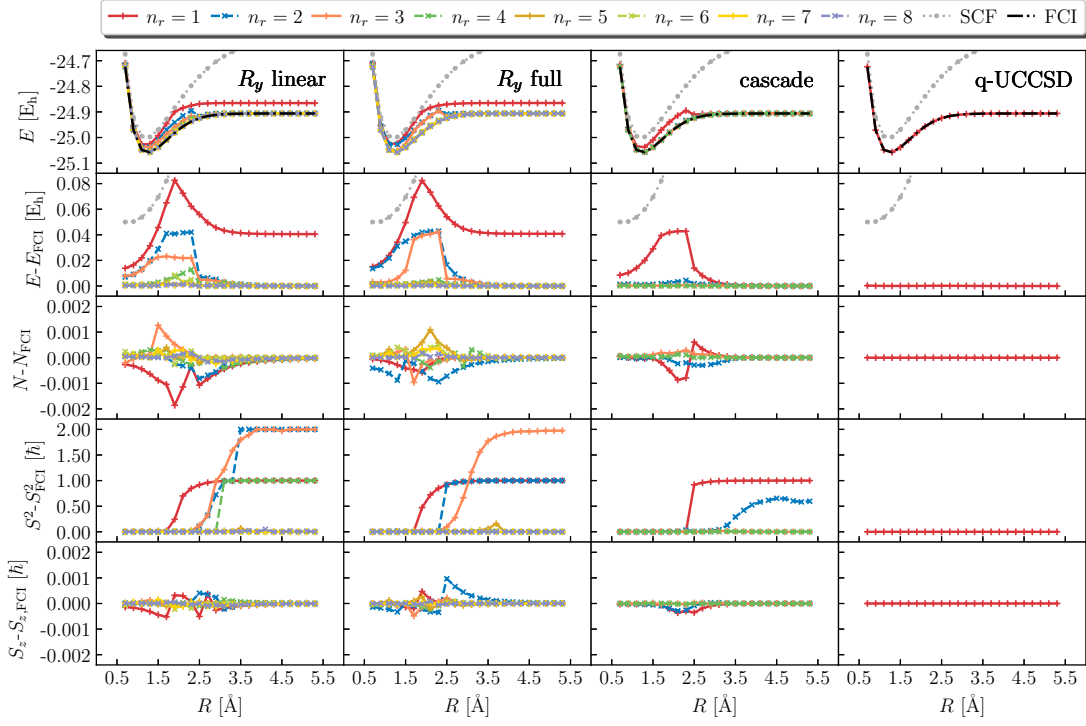 n_r = 1 n_r = 2 n_r = 3 n_r = 4 n_r = 5 n_r = 6 n_r = 7 n_r = 8 SCF FCI
R_y linear R_y full cascade q-UCCSD
E [E_h]
-24.7
-24.8
-24.9
-25.0
-25.1
E-E_FCI [E_h]
0.08
0.06
0.04
0.02
0.00
N-N_FCI
0.002
0.001
0.000
-0.001
-0.002
S²-S²_FCI [ħ]
2.00
1.50
1.00
0.50
0.00
S_z-S_z,FCI [ħ]
0.002
0.001
0.000
-0.001
-0.002
0.5 1.5 2.5 3.5 4.5 5.5 0.5 1.5 2.5 3.5 4.5 5.5 0.5 1.5 2.5 3.5 4.5 5.5 0.5 1.5 2.5 3.5 4.5 5.5
R [Å] R [Å] R [Å] R [Å]